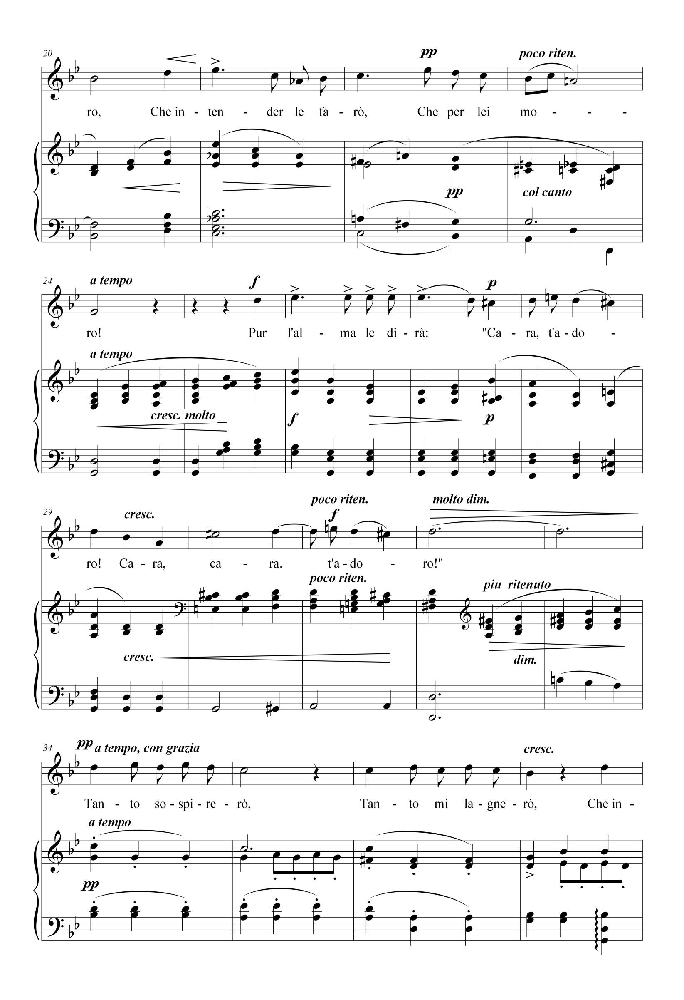 20
pp
poco riten.
ro, Che in - ten - der le fa - rò, Che per lei mo - - - -
pp
col canto
24
a tempo
f
p
ro! Pur l'al - ma le di - rà: "Ca - ra, t'a - do -
a tempo
cresc. molto
f
p
29
cresc.
poco riten.
f
molto dim.
ro! Ca - ra, ca - ra. t'a - do - ro!"
poco riten.
piu ritenuto
cresc.
dim.
34
pp a tempo, con grazia
cresc.
Tan - to so - spi - re - rò, Tan - to mi la - gne - rò, Che in -
a tempo
pp